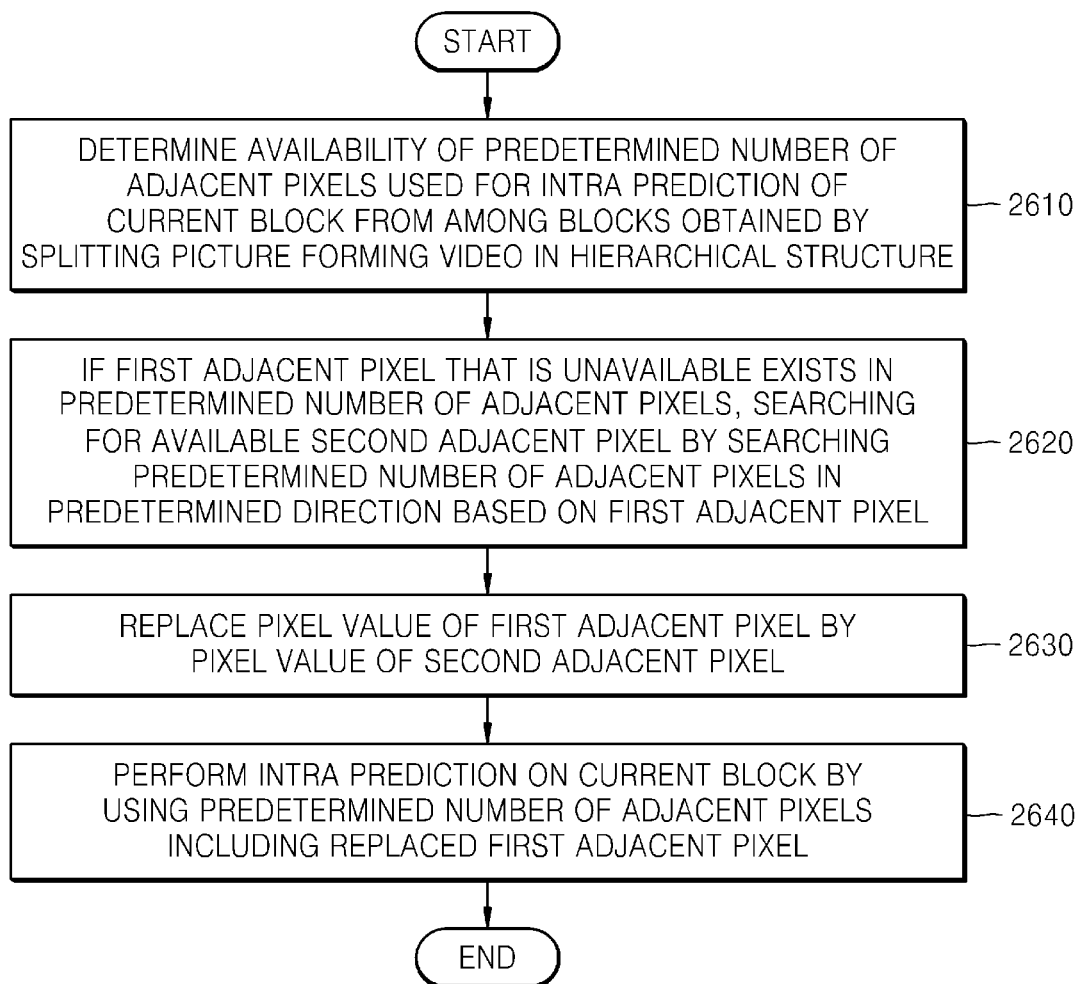 START
DETERMINE AVAILABILITY OF PREDETERMINED NUMBER OF
ADJACENT PIXELS USED FOR INTRA PREDICTION OF
CURRENT BLOCK FROM AMONG BLOCKS OBTAINED BY
SPLITTING PICTURE FORMING VIDEO IN HIERARCHICAL STRUCTURE
2610
IF FIRST ADJACENT PIXEL THAT IS UNAVAILABLE EXISTS IN
PREDETERMINED NUMBER OF ADJACENT PIXELS, SEARCHING
FOR AVAILABLE SECOND ADJACENT PIXEL BY SEARCHING
PREDETERMINED NUMBER OF ADJACENT PIXELS IN
PREDETERMINED DIRECTION BASED ON FIRST ADJACENT PIXEL
2620
REPLACE PIXEL VALUE OF FIRST ADJACENT PIXEL BY
PIXEL VALUE OF SECOND ADJACENT PIXEL
2630
PERFORM INTRA PREDICTION ON CURRENT BLOCK BY
USING PREDETERMINED NUMBER OF ADJACENT PIXELS
INCLUDING REPLACED FIRST ADJACENT PIXEL
2640
END